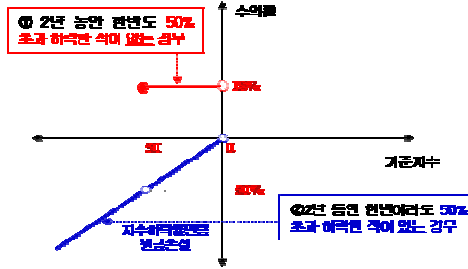 수익률
① 2년 동안 한번도 50%
초과 하락한 적이 없는 경우
50
0
기준지수
지수하락률만큼
원금손실
②2년 동안 한번이라도 50%
초과 하락한 적이 있는 경우